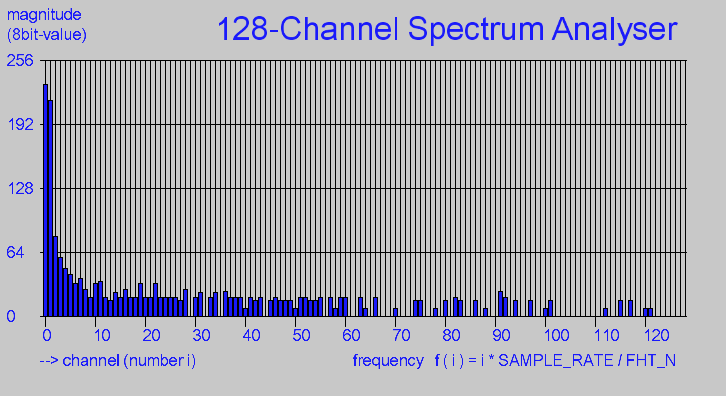 magnitude
(8bit-value)
128-Channel Spectrum Analyser
256
192
128
64
0
0 10 20 30 40 50 60 70 80 90 100 110 120
--> channel (number i) frequency f ( i ) = i * SAMPLE_RATE / FHT_N